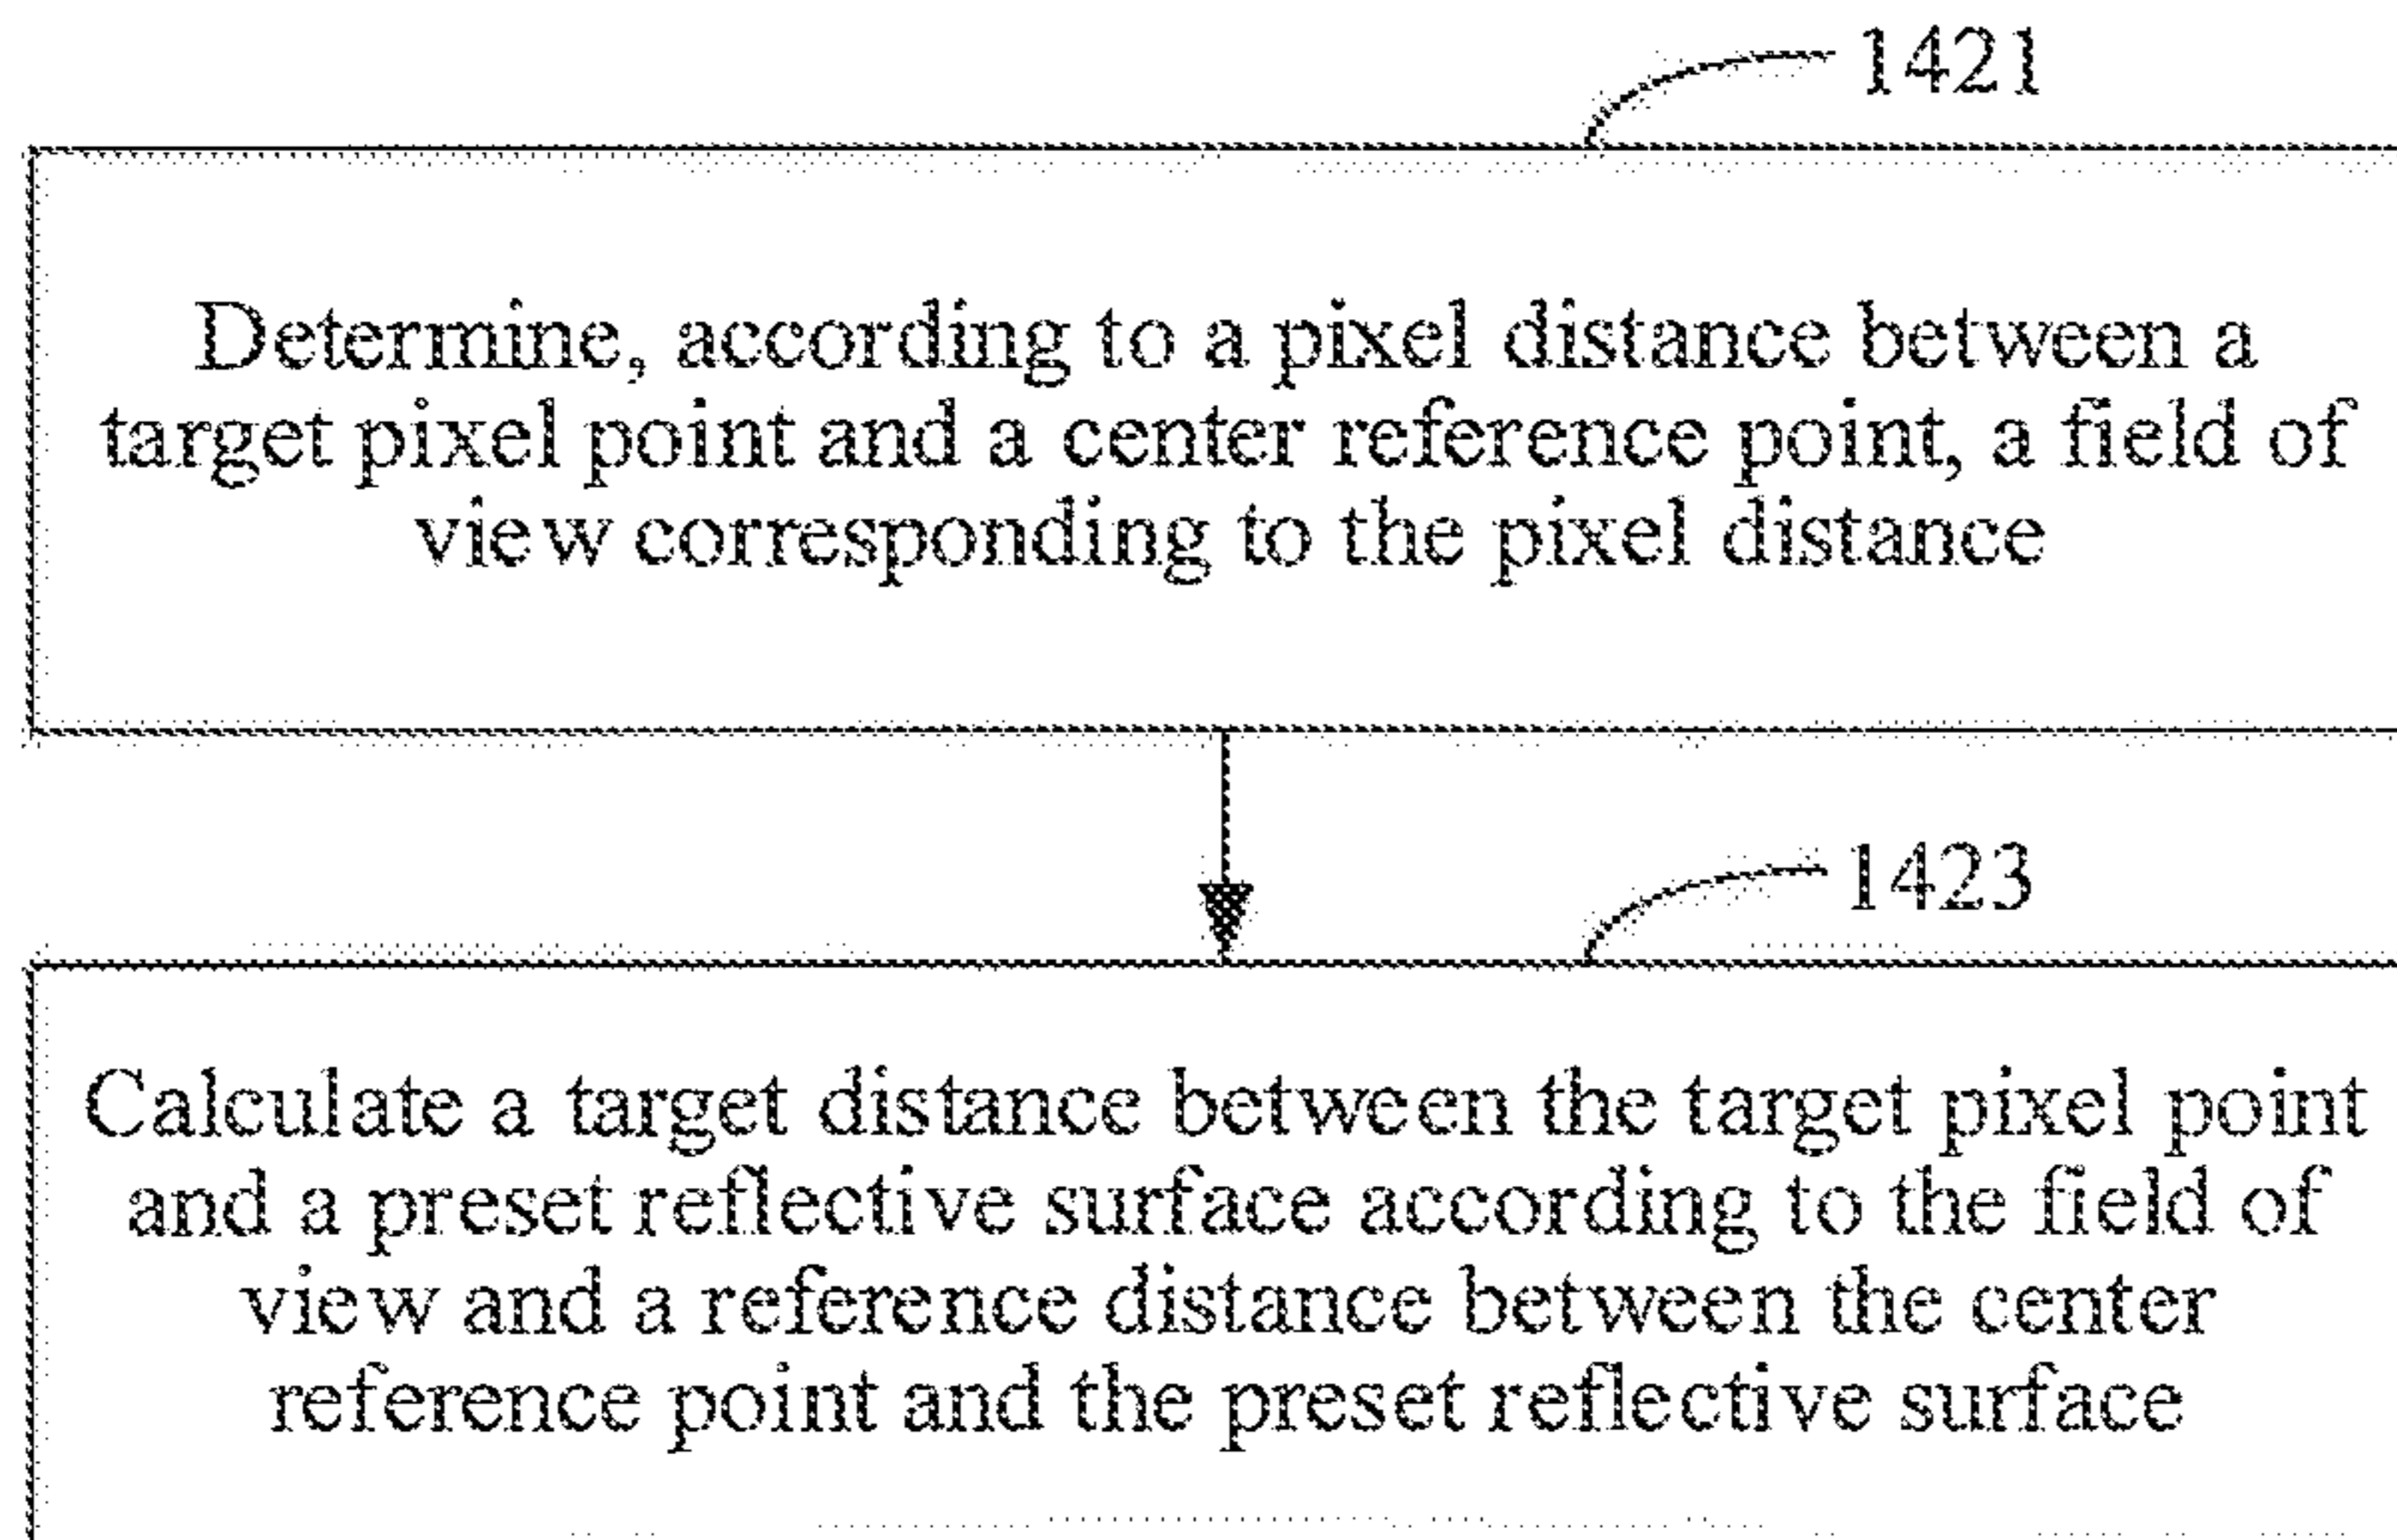 1421
Determine, according to a pixel distance between a
target pixel point and a center reference point, a field of
view corresponding to the pixel distance
1423
Calculate a target distance between the target pixel point
and a preset reflective surface according to the field of
view and a reference distance between the center
reference point and the preset reflective surface